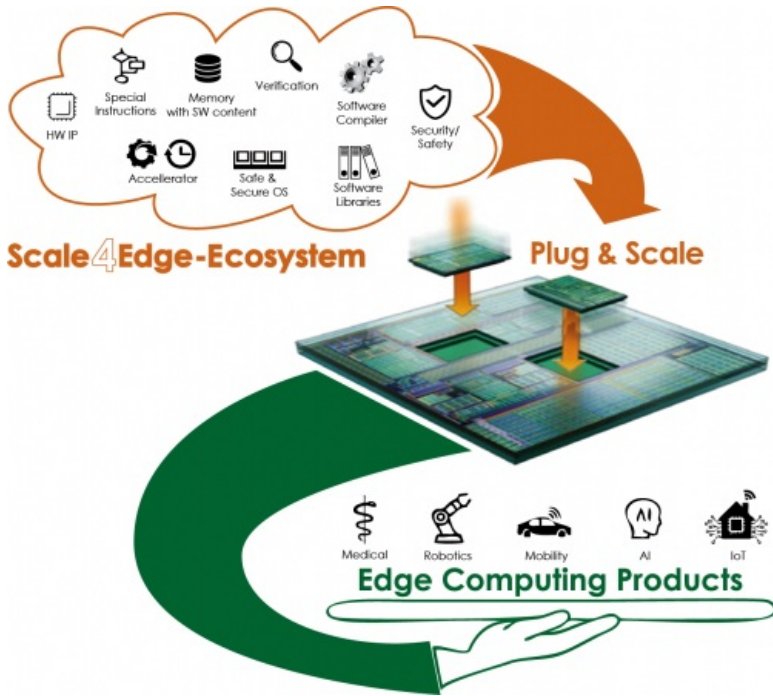 HW IP
Special
Instructions
Memory
with SW content
Verification
Software
Compiler
Security/
Safety
Accellerator
Safe &
Secure OS
Software
Libraries
Scale4Edge-Ecosystem
Plug & Scale
Medical
Robotics
Mobility
AI
AI
IoT
Edge Computing Products